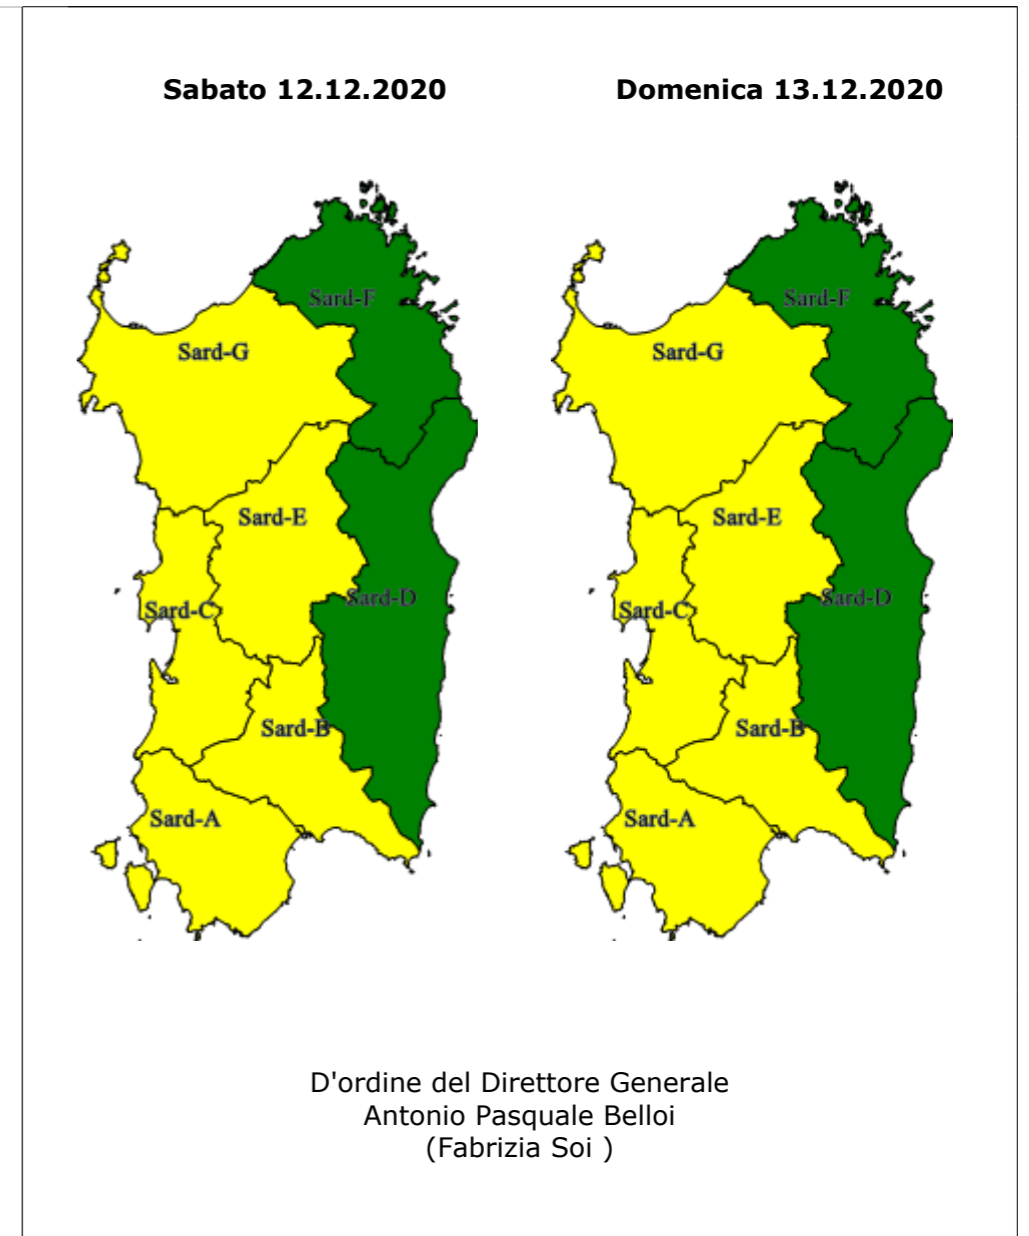 Sabato 12.12.2020
Domenica 13.12.2020
Sard-F
Sard-G
Sard-E
Sard-D
Sard-C
Sard-B
Sard-A
Sard-F
Sard-G
Sard-E
Sard-D
Sard-C
Sard-B
Sard-A
D'ordine del Direttore Generale
Antonio Pasquale Belloi
(Fabrizia Soi )